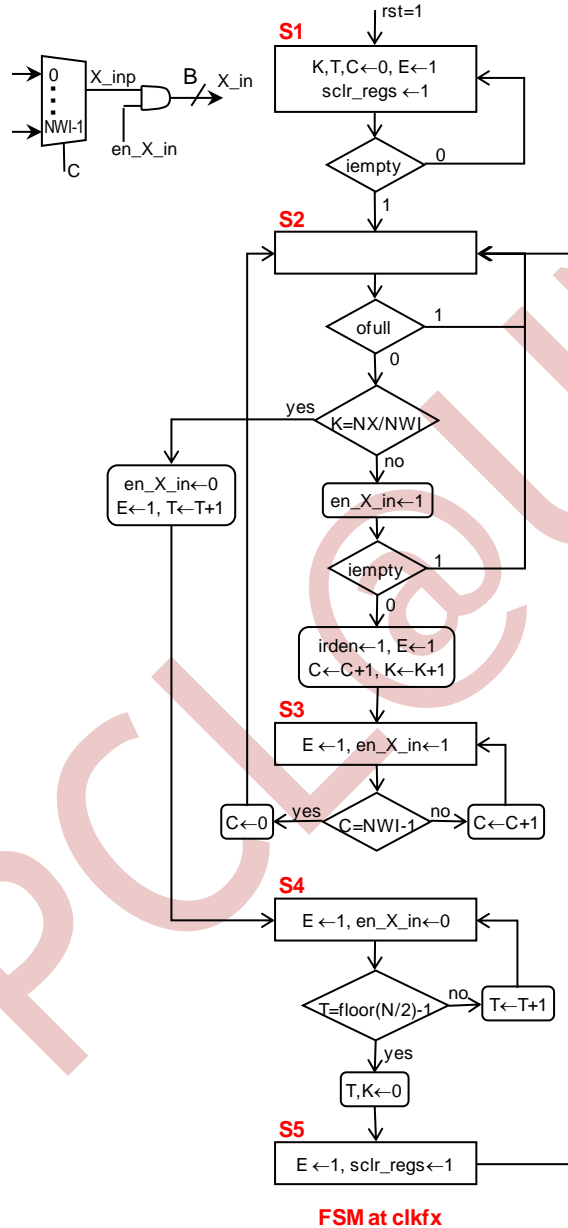 rst=1
S1
0
X_inp
B
X_in
NWI-1
en_X_in
C
K,T,C←0, E←1
sclr_regs ←1
iempty
0
1
S2
ofull
1
0
K=NX/NWI
yes
no
en_X_in←0
E←1, T←T+1
en_X_in←1
iempty
1
0
irden←1, E←1
C←C+1, K←K+1
S3
E ←1, en_X_in←1
C=NWI-1
yes
no
C←0
C←C+1
S4
E ←1, en_X_in←0
T=floor(N/2)-1
no
T←T+1
yes
T,K←0
S5
E ←1, sclr_regs←1
FSM at clkfx